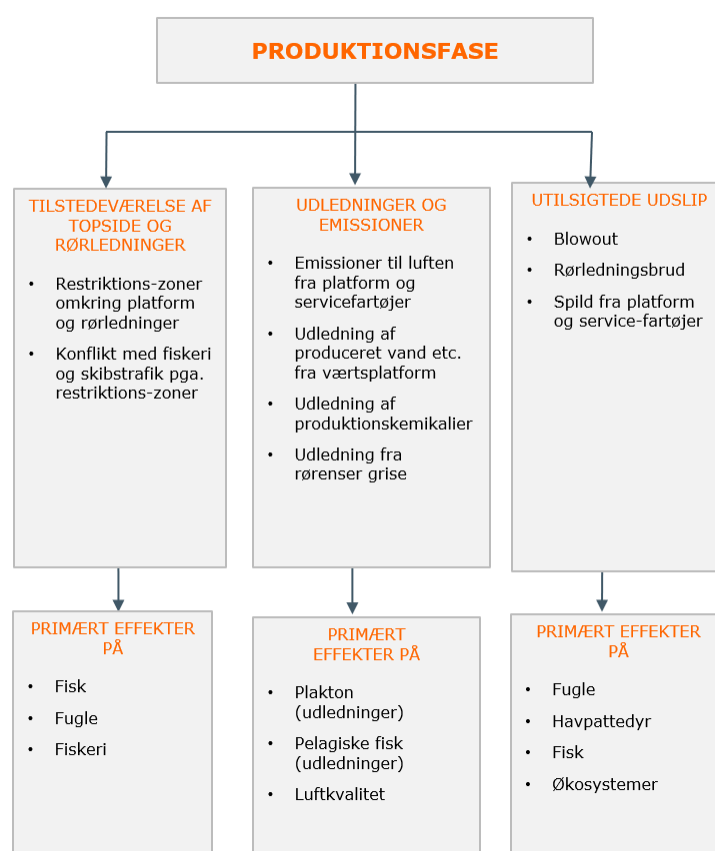 PRODUKTIONSFASE
TILSTEDEVÆRELSE AF
TOPSIDE OG
RØRLEDNINGER
• Restriktions-zoner
omkring platform
og rørledninger
• Konflikt med fiskeri
og skibstrafik pga.
restriktions-zoner
UDLEDNINGER OG
EMISSIONER
• Emissioner til luften
fra platform og
servicefartøjer
• Udledning af
produceret vand etc.
fra værtsplatform
• Udledning af
produktionskemikalier
• Udledning fra
rørenser grise
UTILSIGTEDE UDSLIP
• Blowout
• Rørledningsbrud
• Spild fra platform
og service-fartøjer
PRIMÆRT EFFEKTER
PÅ
• Fisk
• Fugle
• Fiskeri
PRIMÆRT
EFFEKTER PÅ
• Plakton
(udledninger)
• Pelagiske fisk
(udledninger)
• Luftkvalitet
PRIMÆRT EFFEKTER
PÅ
• Fugle
• Havpattedyr
• Fisk
• Økosystemer